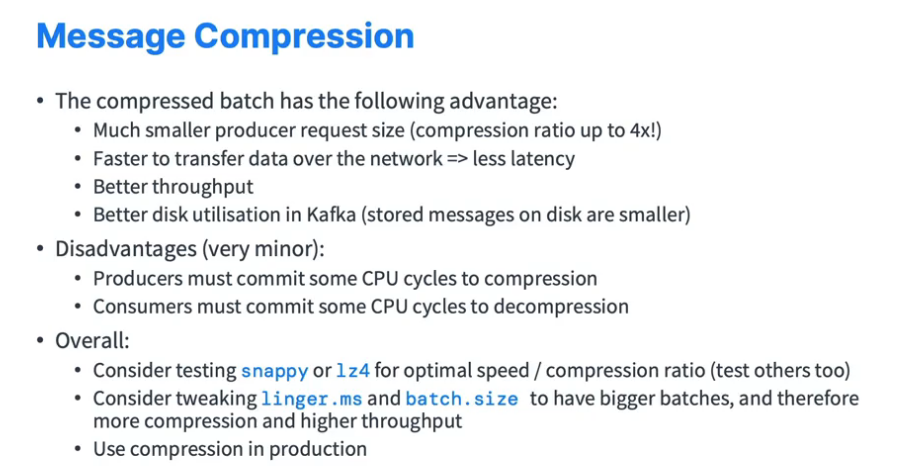 Message Compression
• The compressed batch has the following advantage:
• Much smaller producer request size (compression ratio up to 4x!)
• Faster to transfer data over the network => less latency
• Better throughput
• Better disk utilisation in Kafka (stored messages on disk are smaller)
• Disadvantages (very minor):
• Producers must commit some CPU cycles to compression
• Consumers must commit some CPU cycles to decompression
• Overall:
• Consider testing snappy or lz4 for optimal speed / compression ratio (test others too)
• Consider tweaking linger.ms and batch.size to have bigger batches, and therefore
more compression and higher throughput
• Use compression in production